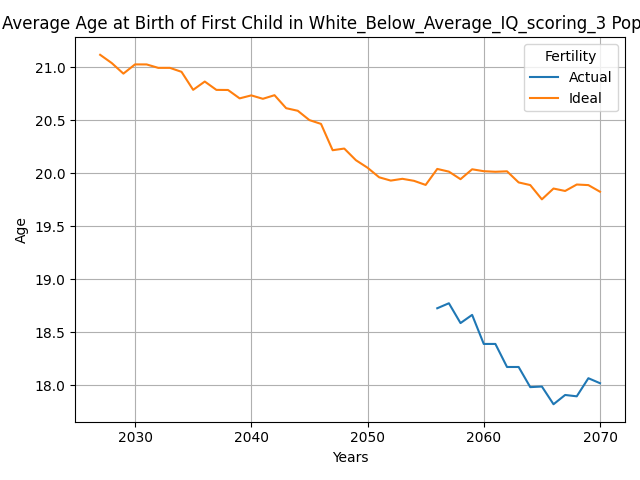 Average Age at Birth of First Child in White_Below_Average_IQ_scoring_3 Pop
Fertility
Actual
Ideal
21.0
20.5
20.0
19.5
19.0
18.5
18.0
Age
2030 2040 2050 2060 2070
Years